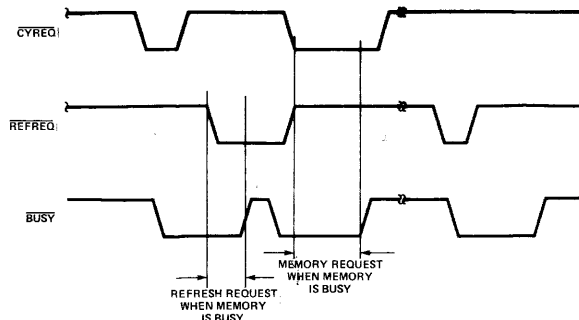 CYREQ
REFREQ
BUSY
MEMORY REQUEST
WHEN MEMORY
IS BUSY
REFRESH REQUEST
WHEN MEMORY
IS BUSY